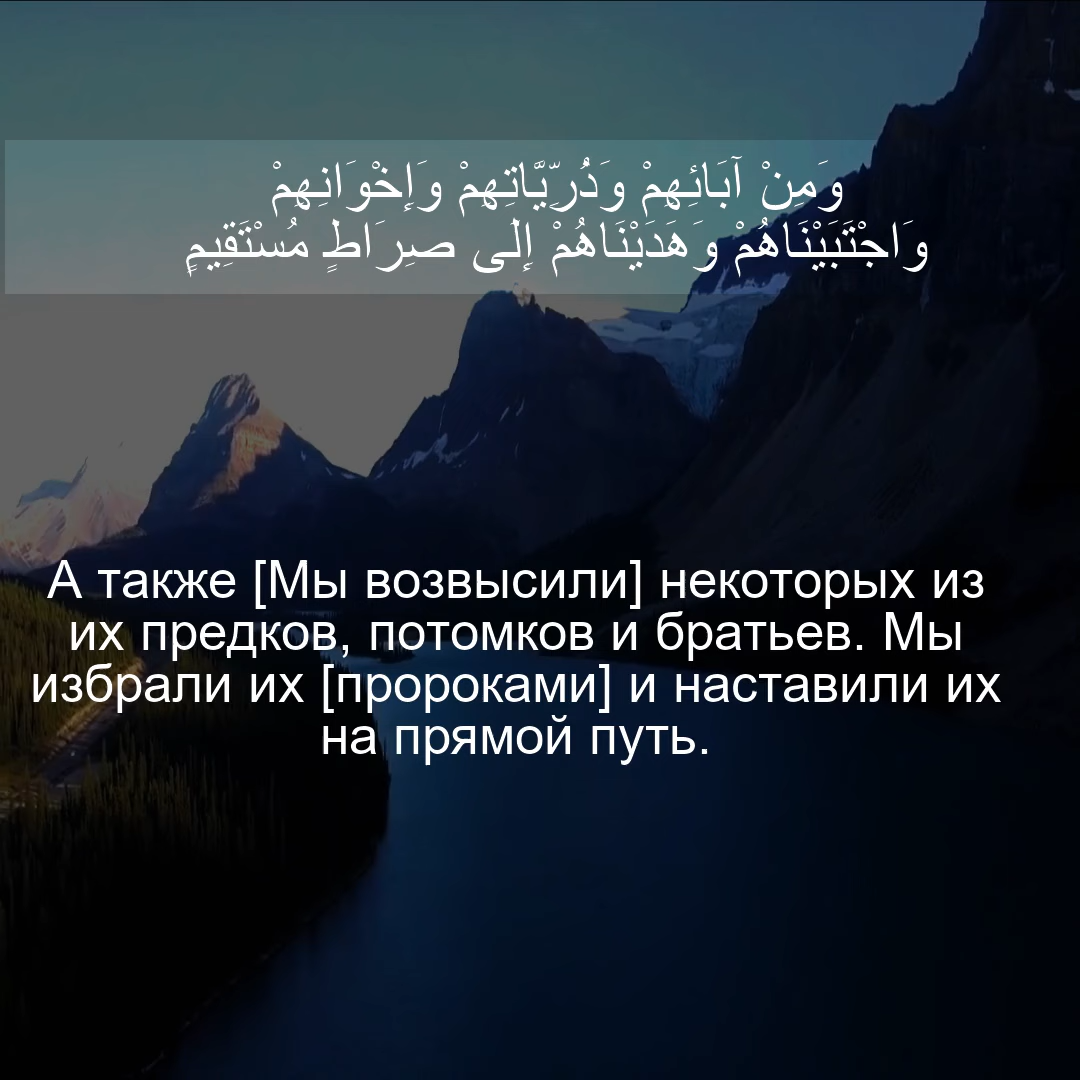 وَمِنْ آبَائِهِمْ وَذُرِّيَّاتِهِمْ وَإِخْوَانِهِمْ
وَاجْتَبَيْنَاهُمْ وَهَدَيْنَاهُمْ إِلَى صِرَاطٍ مُسْتَقِيمٍ
А также [Мы возвысили] некоторых из
их предков, потомков и братьев. Мы
избрали их [пророками] и наставили их
на прямой путь.